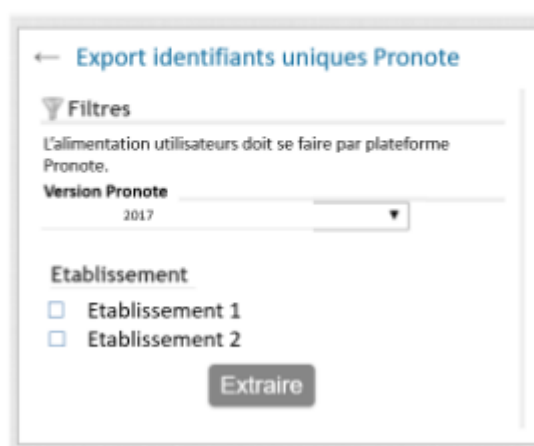 ← Export identifiants uniques Pronote
Filtres
L'alimentation utilisateurs doit se faire par plateforme
Pronote.
Version Pronote
2017
Etablissement
Etablissement 1
Etablissement 2
Extraire